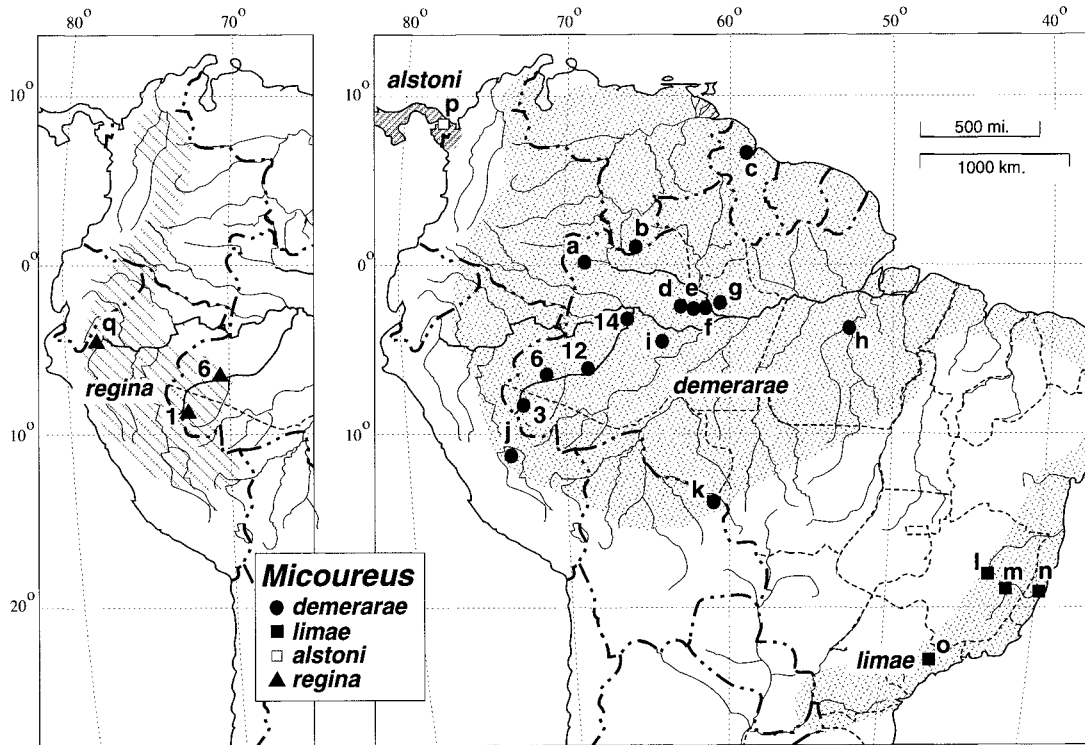 80° 70° 80° 70° 60° 50° 40°
alstoni
10° 10°
p
500 mi.
1000 km.
c
b
a
0° 0°
d e g
f
q
14
i
h
12
6 6
regina
demerarae
1
3
10° 10°
j
k
l m n
Micoureus
demerarae
limae
alstoni
regina
20° 20°
limae
o